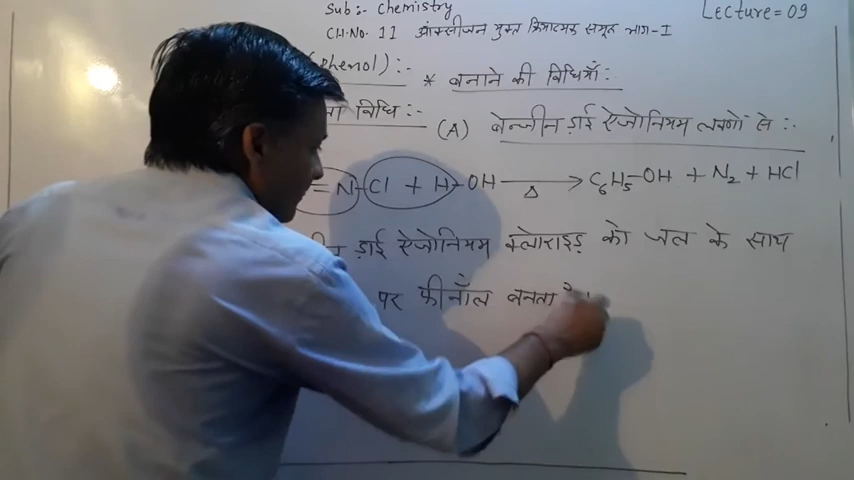 Sub:- Chemistry
Lecture=09
CH.No. 11 ऑक्सीजन युक्त क्रियात्मक समूह भाग-I
(Phenol):- * बनाने की विधियाँ:-
विधि:- (A) बेन्जीन डाई ऐजोनियम लवणों से :-
=N-Cl + H-OH ⟶ Δ C6H5-OH + N2 + HCl
डाई ऐजोनियम क्लोराइड़ को जल के साथ
पर फीनॉल बनता